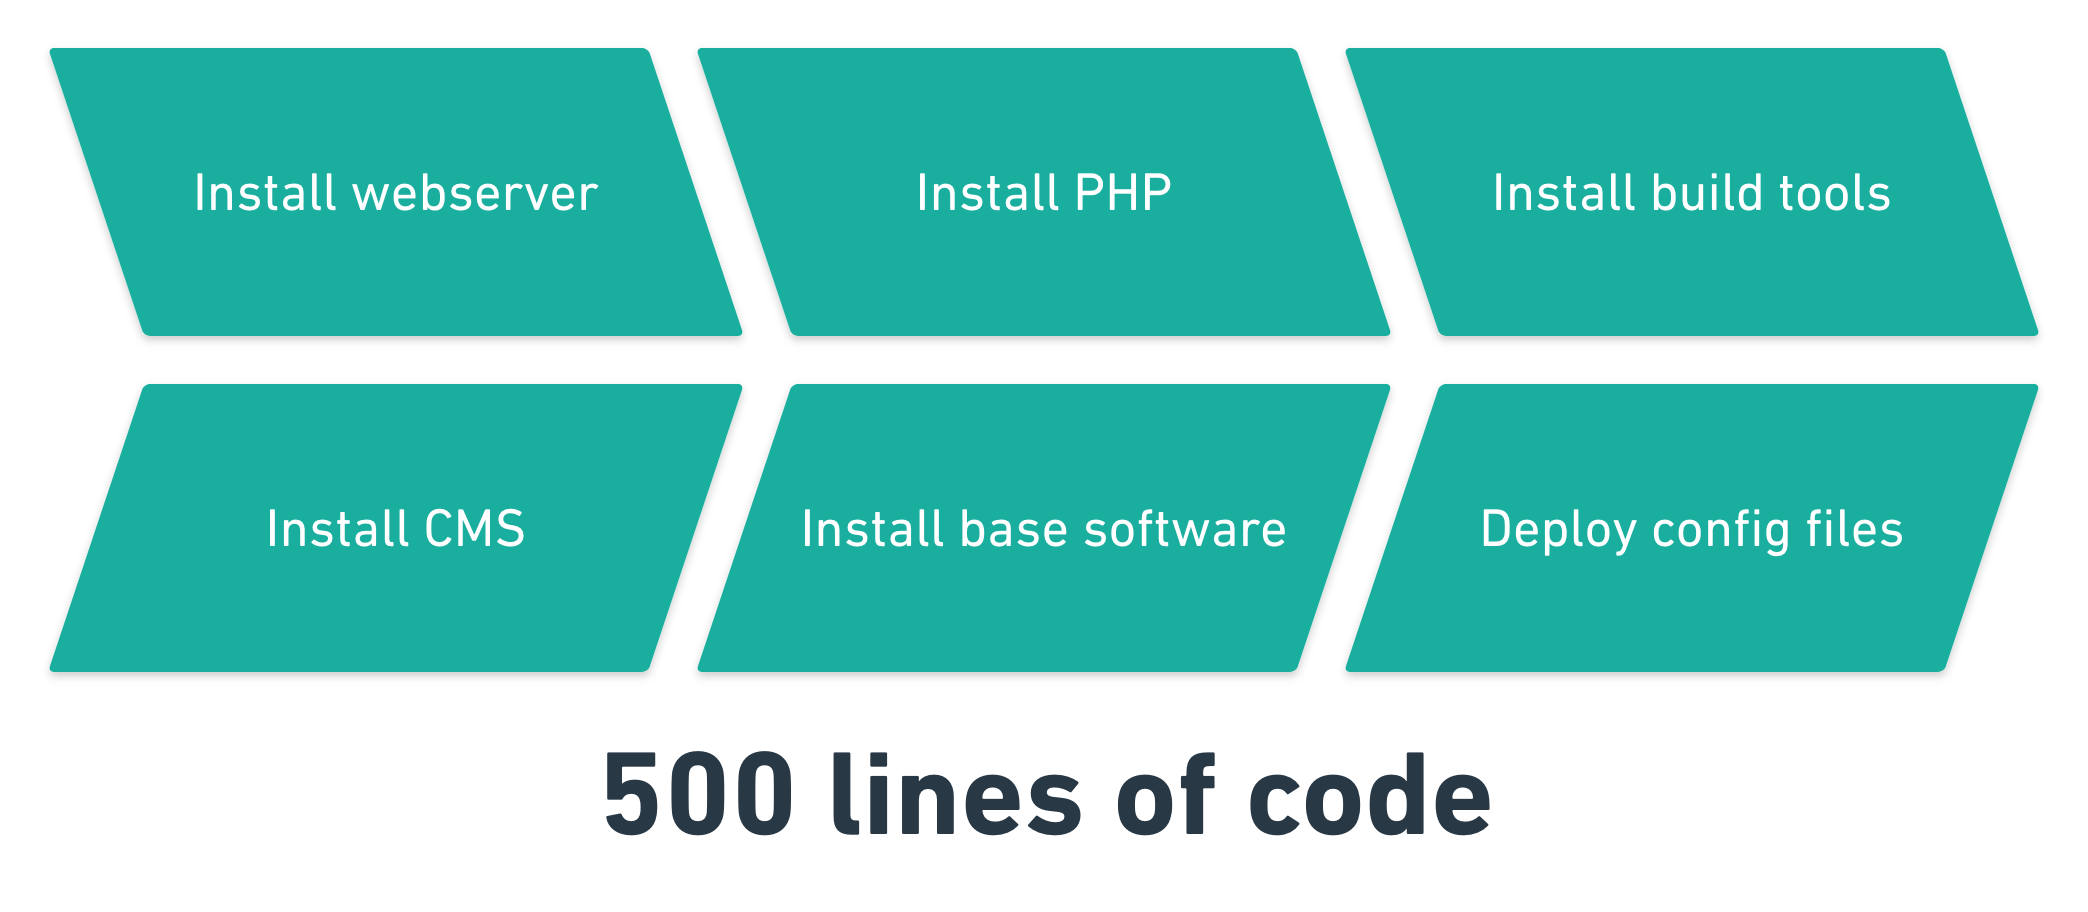 Install webserver
Install PHP
Install build tools
Install CMS
Install base software
Deploy config files
500 lines of code